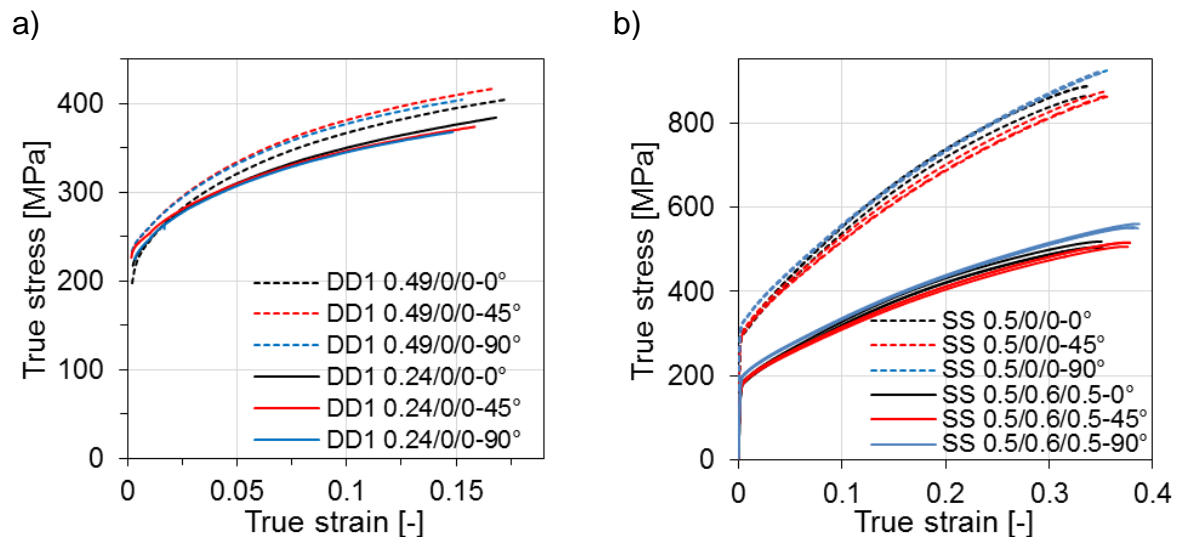 a)
True stress [MPa]
400
300
200
100
0
DD1 0.49/0/0-0°
DD1 0.49/0/0-45°
DD1 0.49/0/0-90°
DD1 0.24/0/0-0°
DD1 0.24/0/0-45°
DD1 0.24/0/0-90°
0 0.05 0.1 0.15
True strain [-]
b)
True stress [MPa]
800
600
400
200
0
SS 0.5/0/0-0°
SS 0.5/0/0-45°
SS 0.5/0/0-90°
SS 0.5/0.6/0.5-0°
SS 0.5/0.6/0.5-45°
SS 0.5/0.6/0.5-90°
0 0.1 0.2 0.3 0.4
True strain [-]